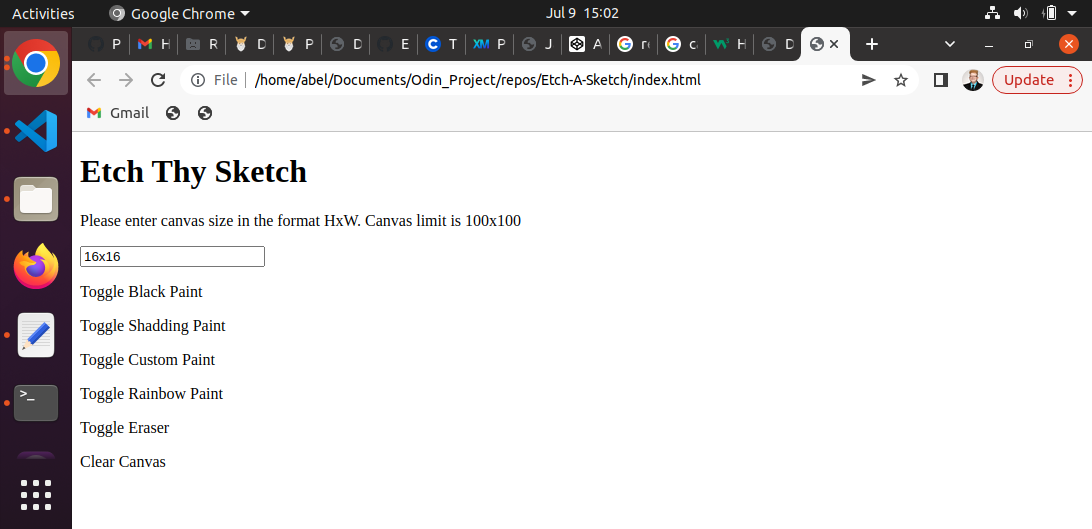 Activities Google Chrome Jul 9 15:02
P H R D P D E C T XM P J A G G H D
File /home/abel/Documents/Odin_Project/repos/Etch-A-Sketch/index.html Update
Gmail
Etch Thy Sketch
Please enter canvas size in the format HxW. Canvas limit is 100x100
16x16
Toggle Black Paint
Toggle Shadding Paint
Toggle Custom Paint
Toggle Rainbow Paint
Toggle Eraser
>_
Clear Canvas